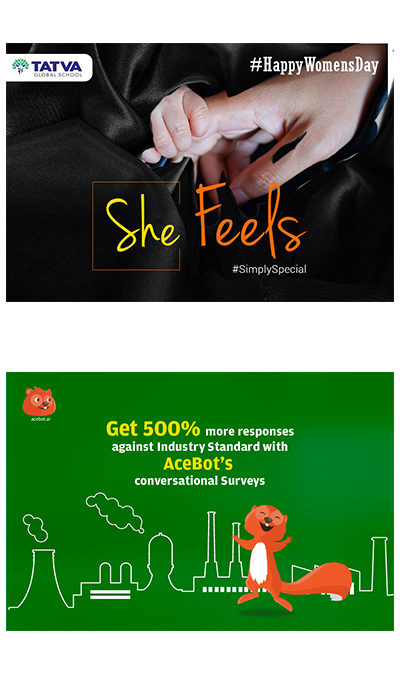 TATVA
GLOBAL SCHOOL
#HappyWomensDay
She Feels
#SimplySpecial
acebot.ai
Get 500% more responses
against Industry Standard with
AceBot's
conversational Surveys